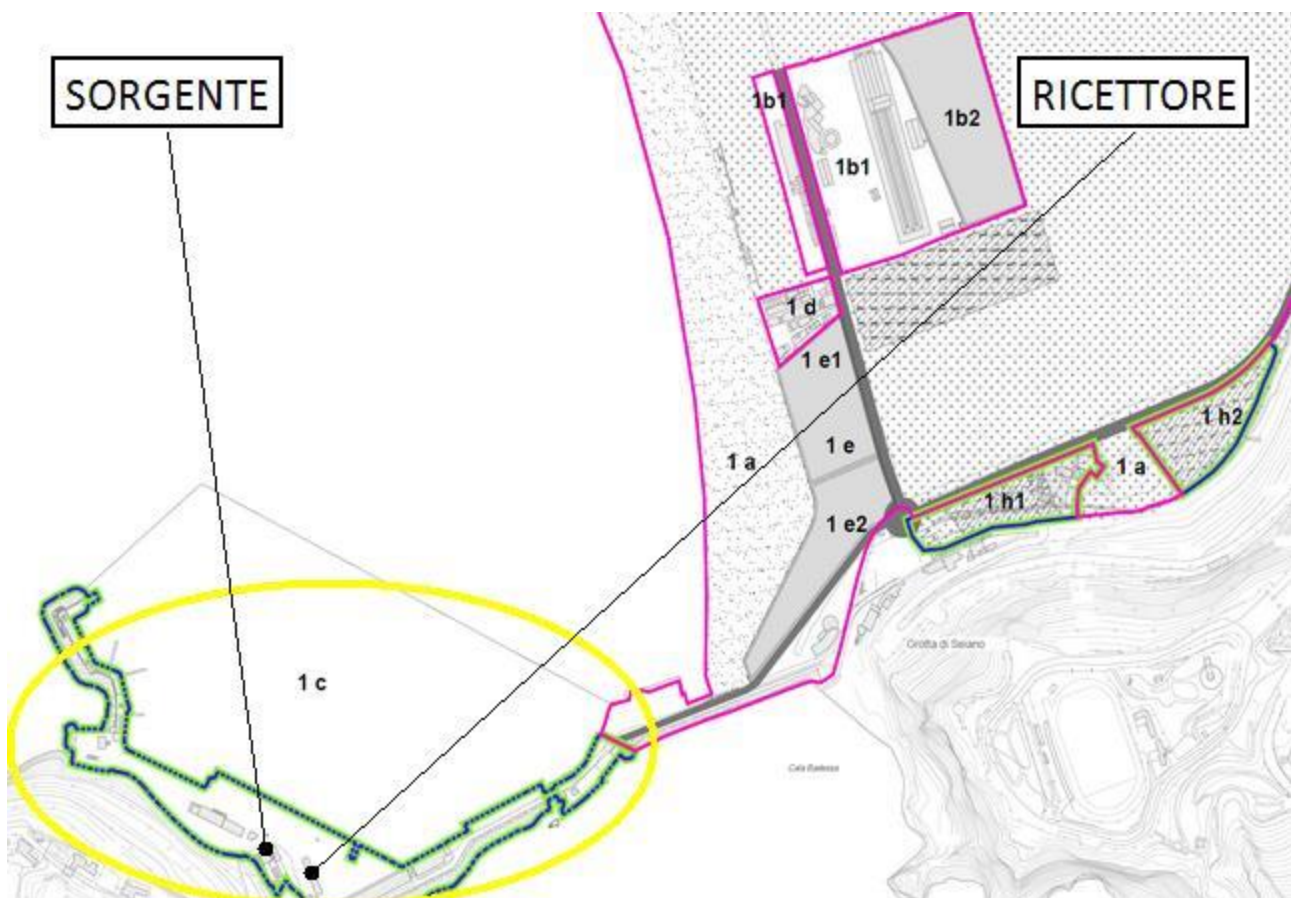 SORGENTE
RICETTORE
1b1
1b2
1b1
1 d
1 e1
1 e
1 a
1 e2
1 h2
1 a
1 h1
1 c
Grotta di Seiano
Cala Badessa